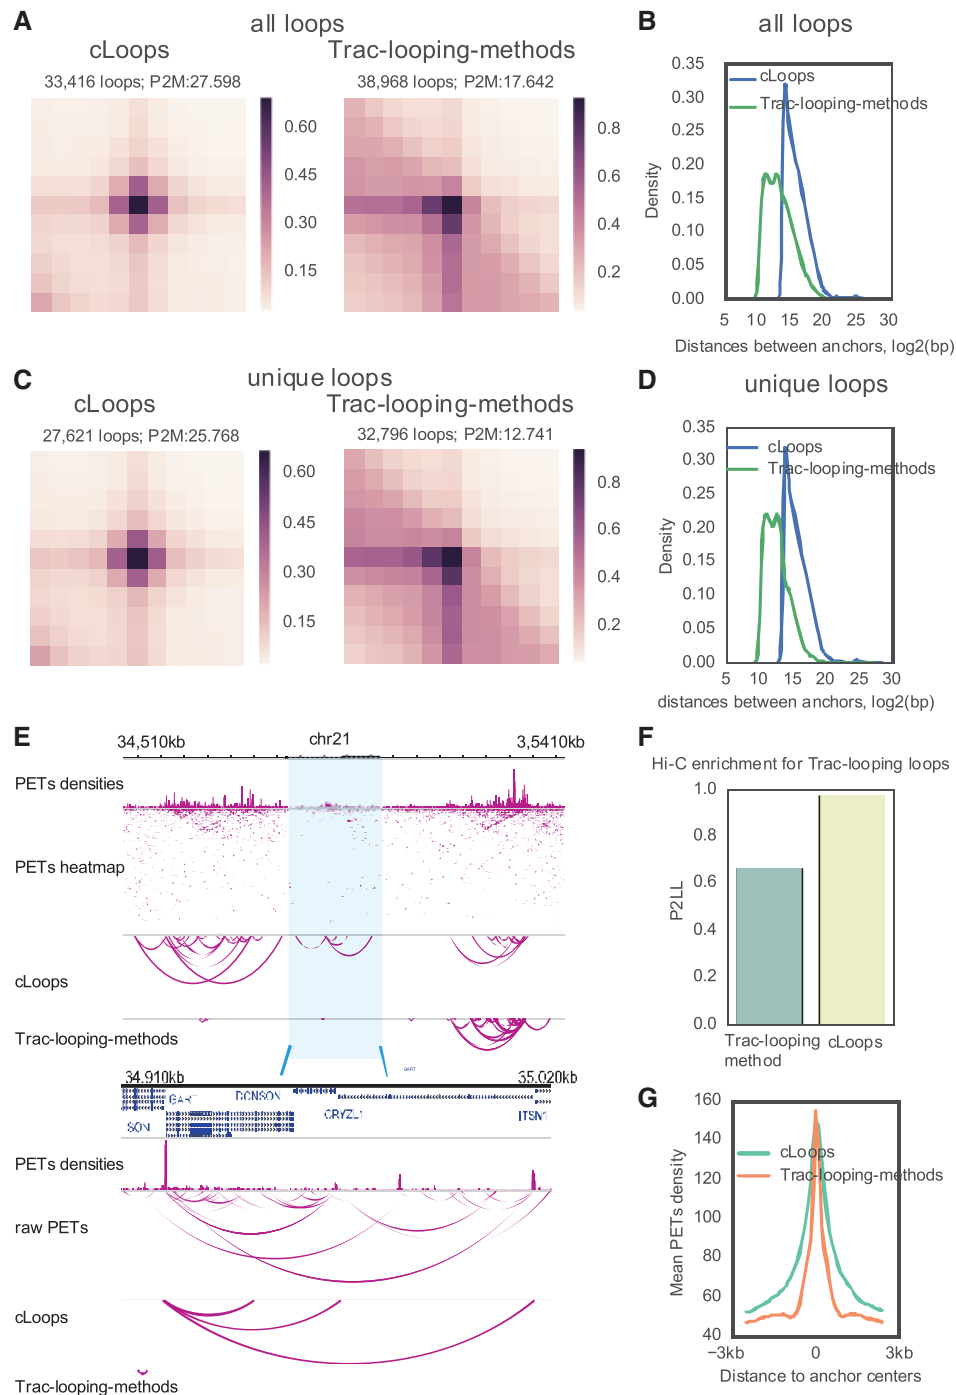 A
all loops
cLoops
Trac-looping-methods
33,416 loops; P2M:27.598
38,968 loops; P2M:17.642
0.60
0.45
0.30
0.15
0.8
0.6
0.4
0.2
B
all loops
0.35
0.30
0.25
0.20
0.15
0.10
0.05
0.00
Density
cLoops
Trac-looping-methods
5 10 15 20 25 30
Distances between anchors, log2(bp)
C
unique loops
cLoops
Trac-looping-methods
27,621 loops; P2M:25.768
32,796 loops; P2M:12.741
0.60
0.45
0.30
0.15
0.8
0.6
0.4
0.2
D
unique loops
0.35
0.30
0.25
0.20
0.15
0.10
0.05
0.00
Density
cLoops
Trac-looping-methods
5 10 15 20 25 30
distances between anchors, log2(bp)
E
34,510kb
chr21
3,5410kb
PETs densities
PETs heatmap
cLoops
Trac-looping-methods
GART
34.910kb
35.020kb
GART
DONSON
SON
CRYZL1
ITSN1
PETs densities
raw PETs
cLoops
Trac-looping-methods
F
Hi-C enrichment for Trac-looping loops
1.0
0.8
0.6
0.4
0.2
0.0
P2LL
Trac-looping method
cLoops
G
160
140
120
100
80
60
40
Mean PETs density
cLoops
Trac-looping-methods
−3kb 0 3kb
Distance to anchor centers